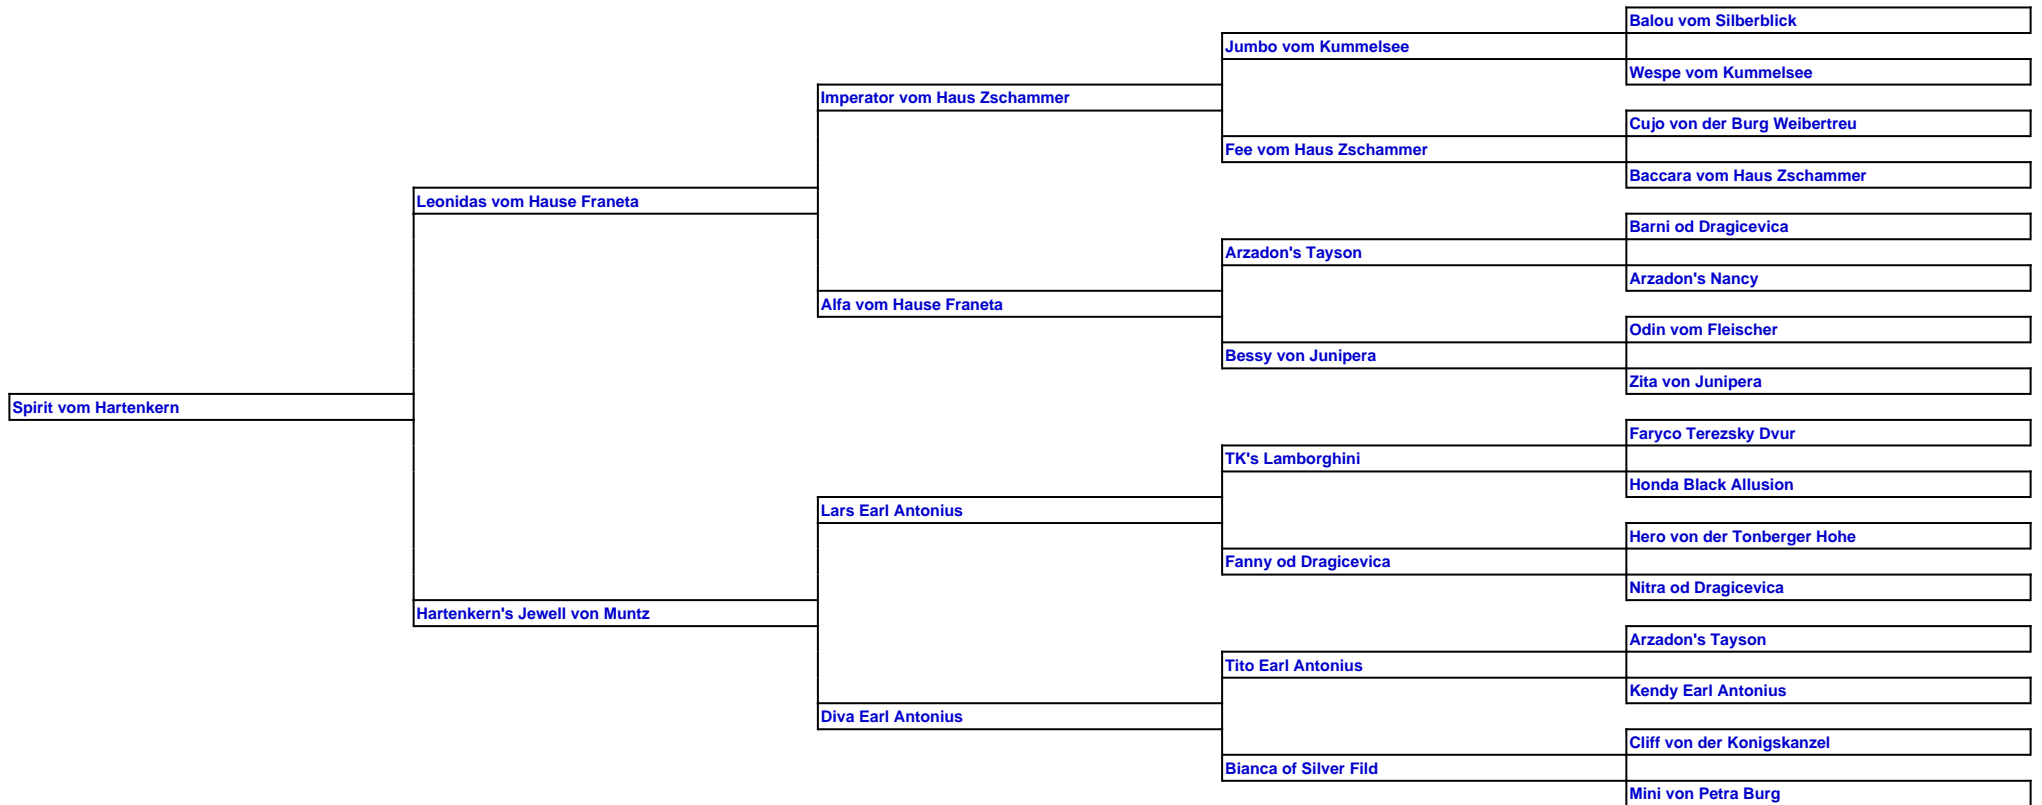 Balou vom Silberblick
Jumbo vom Kummelsee
Wespe vom Kummelsee
Imperator vom Haus Zschammer
Cujo von der Burg Weibertreu
Fee vom Haus Zschammer
Baccara vom Haus Zschammer
Leonidas vom Hause Franeta
Barni od Dragicevica
Arzadon's Tayson
Arzadon's Nancy
Alfa vom Hause Franeta
Odin vom Fleischer
Bessy von Junipera
Zita von Junipera
Spirit vom Hartenkern
Faryco Terezsky Dvur
TK's Lamborghini
Honda Black Allusion
Lars Earl Antonius
Hero von der Tonberger Hohe
Fanny od Dragicevica
Nitra od Dragicevica
Hartenkern's Jewell von Muntz
Arzadon's Tayson
Tito Earl Antonius
Kendy Earl Antonius
Diva Earl Antonius
Cliff von der Konigskanzel
Bianca of Silver Fild
Mini von Petra Burg